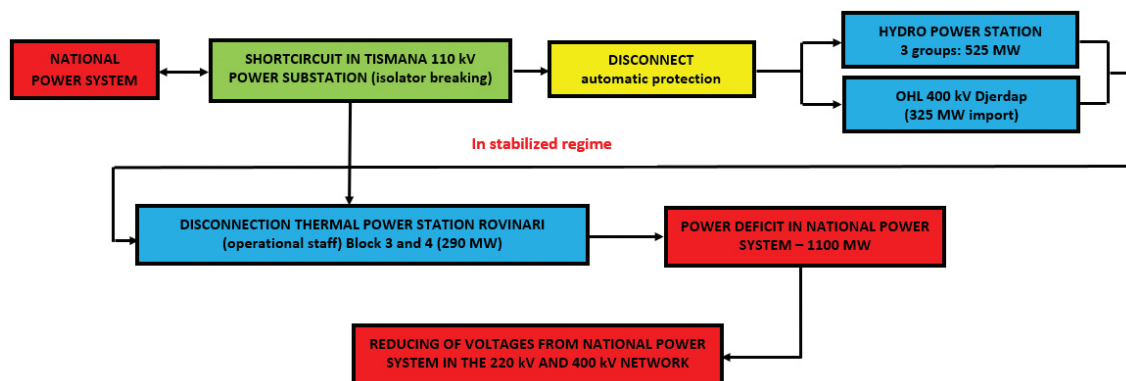 NATIONAL
POWER SYSTEM
SHORTCIRCUIT IN TISMANA 110 kV
POWER SUBSTATION (isolator breaking)
DISCONNECT
automatic protection
HYDRO POWER STATION
3 groups: 525 MW
OHL 400 kV Djerdap
(325 MW import)
In stabilized regime
DISCONNECTION THERMAL POWER STATION ROVINARI
(operational staff) Block 3 and 4 (290 MW)
POWER DEFICIT IN NATIONAL POWER
SYSTEM – 1100 MW
REDUCING OF VOLTAGES FROM NATIONAL POWER
SYSTEM IN THE 220 kV AND 400 kV NETWORK